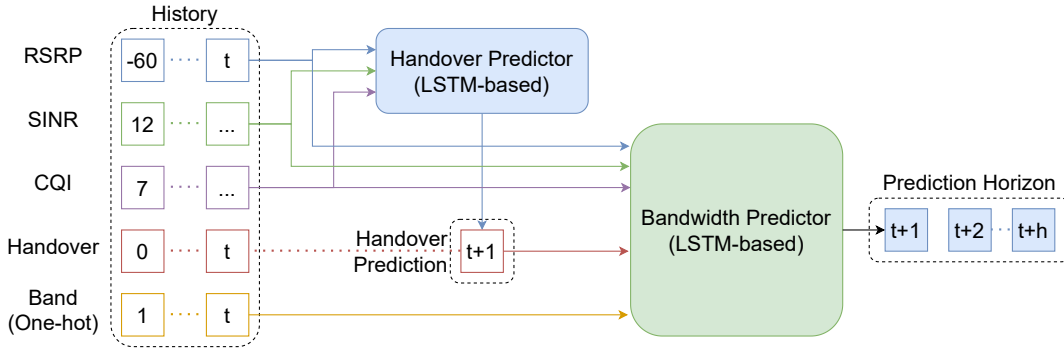 History
RSRP
-60
t
Handover Predictor
(LSTM-based)
SINR
12
...
CQI
7
...
Prediction Horizon
Bandwidth Predictor
(LSTM-based)
t+1
t+2
t+h
Handover
0
t
Handover
Prediction
t+1
Band
(One-hot)
1
t